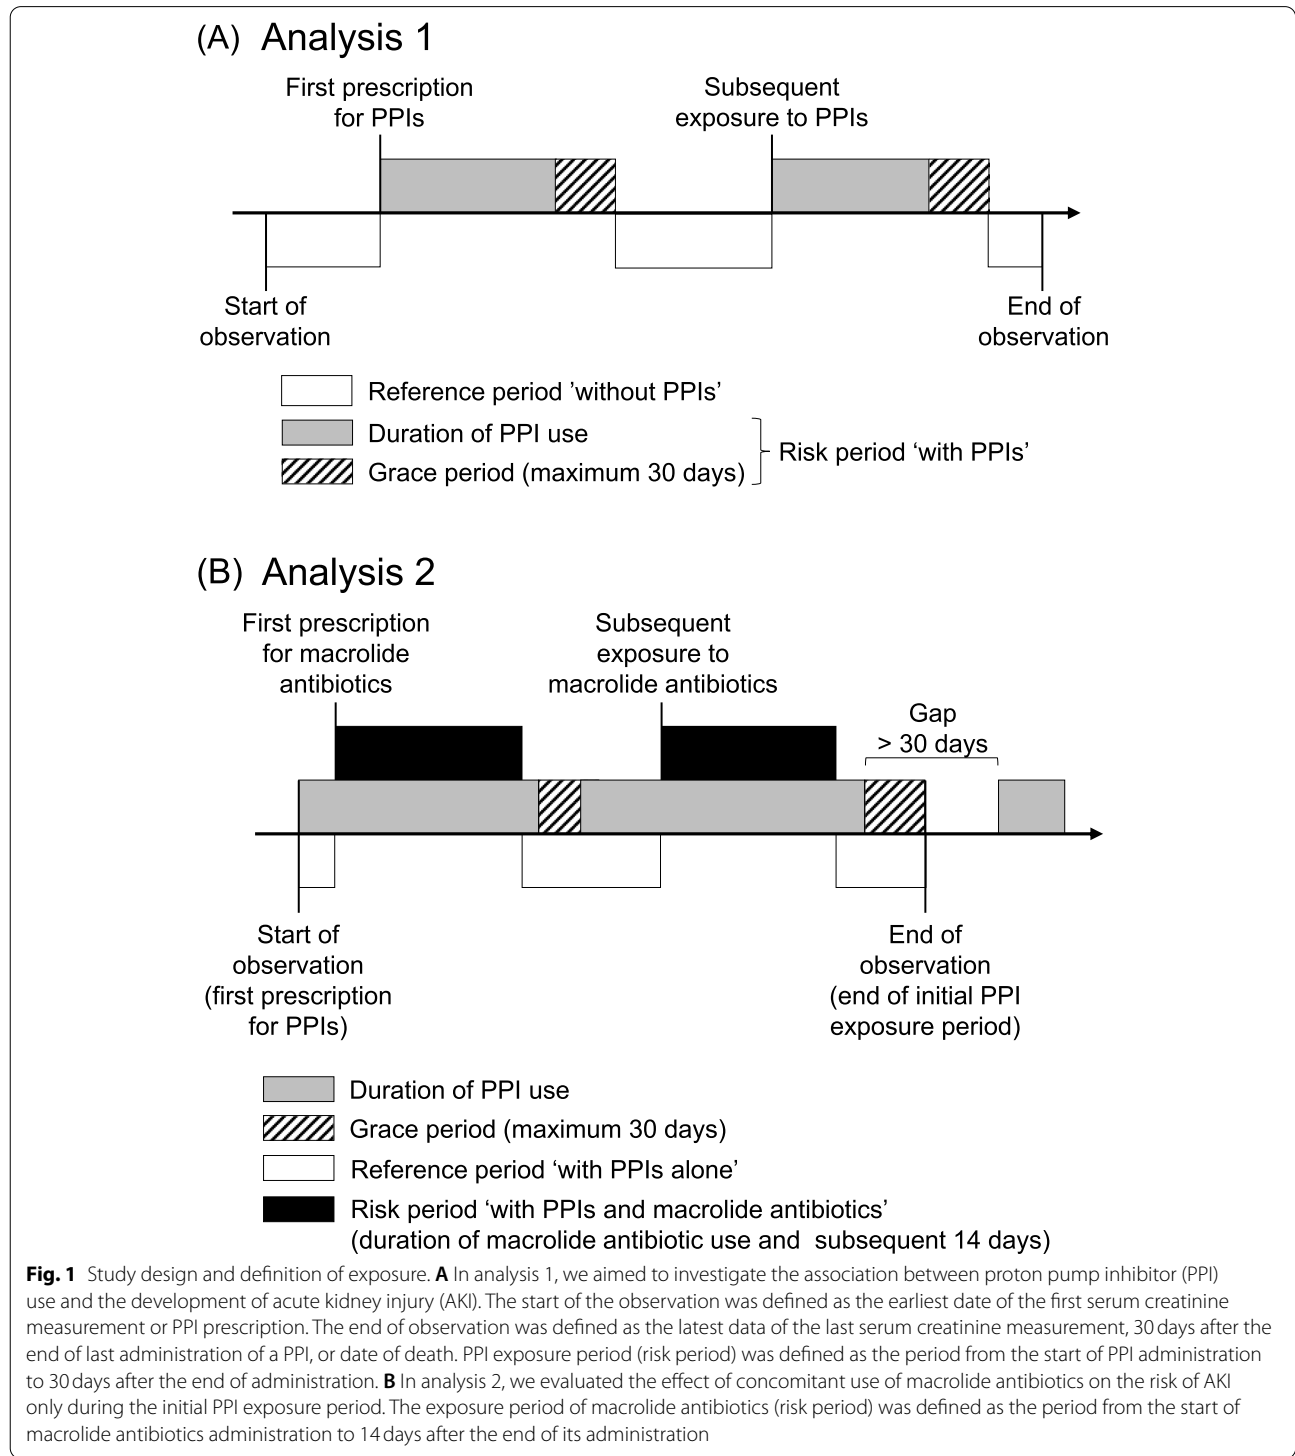 (A) Analysis 1
First prescription
for PPIs
Subsequent
exposure to PPIs
Start of
observation
End of
observation
Reference period ’without PPIs’
Duration of PPI use
Grace period (maximum 30 days)
Risk period ‘with PPIs’
(B) Analysis 2
First prescription
for macrolide
antibiotics
Subsequent
exposure to
macrolide antibiotics
Gap
> 30 days
Start of
observation
(first prescription
for PPIs)
End of
observation
(end of initial PPI
exposure period)
Duration of PPI use
Grace period (maximum 30 days)
Reference period ‘with PPIs alone’
Risk period ‘with PPIs and macrolide antibiotics’
(duration of macrolide antibiotic use and subsequent 14 days)
Fig. 1 Study design and definition of exposure. A In analysis 1, we aimed to investigate the association between proton pump inhibitor (PPI)
use and the development of acute kidney injury (AKI). The start of the observation was defined as the earliest date of the first serum creatinine
measurement or PPI prescription. The end of observation was defined as the latest data of the last serum creatinine measurement, 30 days after the
end of last administration of a PPI, or date of death. PPI exposure period (risk period) was defined as the period from the start of PPI administration
to 30 days after the end of administration. B In analysis 2, we evaluated the effect of concomitant use of macrolide antibiotics on the risk of AKI
only during the initial PPI exposure period. The exposure period of macrolide antibiotics (risk period) was defined as the period from the start of
macrolide antibiotics administration to 14 days after the end of its administration